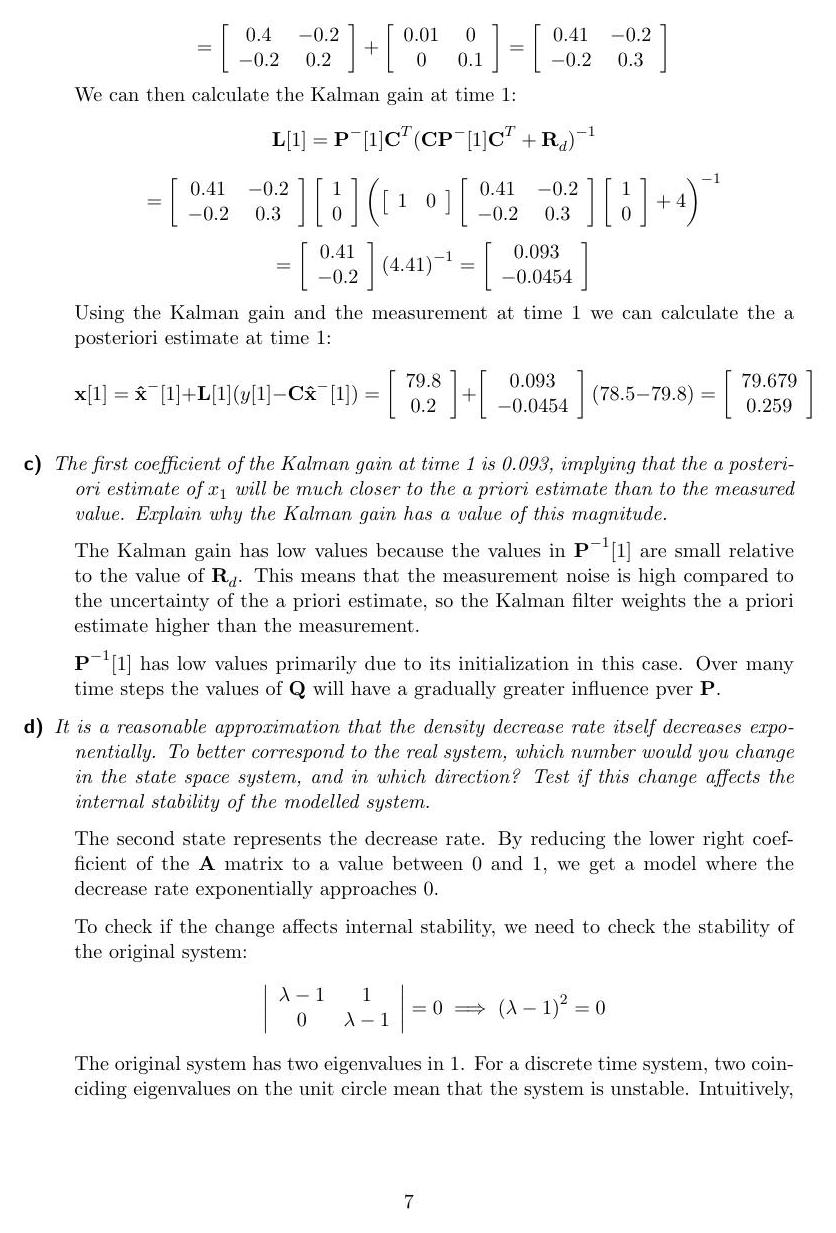 = [ 0.4 −0.2 ; −0.2 0.2 ] + [ 0.01 0 ; 0 0.1 ] = [ 0.41 −0.2 ; −0.2 0.3 ]
We can then calculate the Kalman gain at time 1:
L[1] = P⁻[1]Cᵀ(CP⁻[1]Cᵀ + R_d)⁻¹
= [ 0.41 −0.2 ; −0.2 0.3 ] [ 1 ; 0 ] ( [ 1 0 ] [ 0.41 −0.2 ; −0.2 0.3 ] [ 1 ; 0 ] + 4 )⁻¹
= [ 0.41 ; −0.2 ] (4.41)⁻¹ = [ 0.093 ; −0.0454 ]
Using the Kalman gain and the measurement at time 1 we can calculate the a
posteriori estimate at time 1:
x[1] = x̂⁻[1]+L[1](y[1]−Cx̂⁻[1]) = [ 79.8 ; 0.2 ] + [ 0.093 ; −0.0454 ] (78.5−79.8) = [ 79.679 ; 0.259 ]
c) The first coefficient of the Kalman gain at time 1 is 0.093, implying that the a posteri-
ori estimate of x₁ will be much closer to the a priori estimate than to the measured
value. Explain why the Kalman gain has a value of this magnitude.
The Kalman gain has low values because the values in P⁻¹[1] are small relative
to the value of R_d. This means that the measurement noise is high compared to
the uncertainty of the a priori estimate, so the Kalman filter weights the a priori
estimate higher than the measurement.
P⁻¹[1] has low values primarily due to its initialization in this case. Over many
time steps the values of Q will have a gradually greater influence pver P.
d) It is a reasonable approximation that the density decrease rate itself decreases expo-
nentially. To better correspond to the real system, which number would you change
in the state space system, and in which direction? Test if this change affects the
internal stability of the modelled system.
The second state represents the decrease rate. By reducing the lower right coef-
ficient of the A matrix to a value between 0 and 1, we get a model where the
decrease rate exponentially approaches 0.
To check if the change affects internal stability, we need to check the stability of
the original system:
| λ − 1 1 ; 0 λ − 1 | = 0 ⟹ (λ − 1)² = 0
The original system has two eigenvalues in 1. For a discrete time system, two coin-
ciding eigenvalues on the unit circle mean that the system is unstable. Intuitively,
7